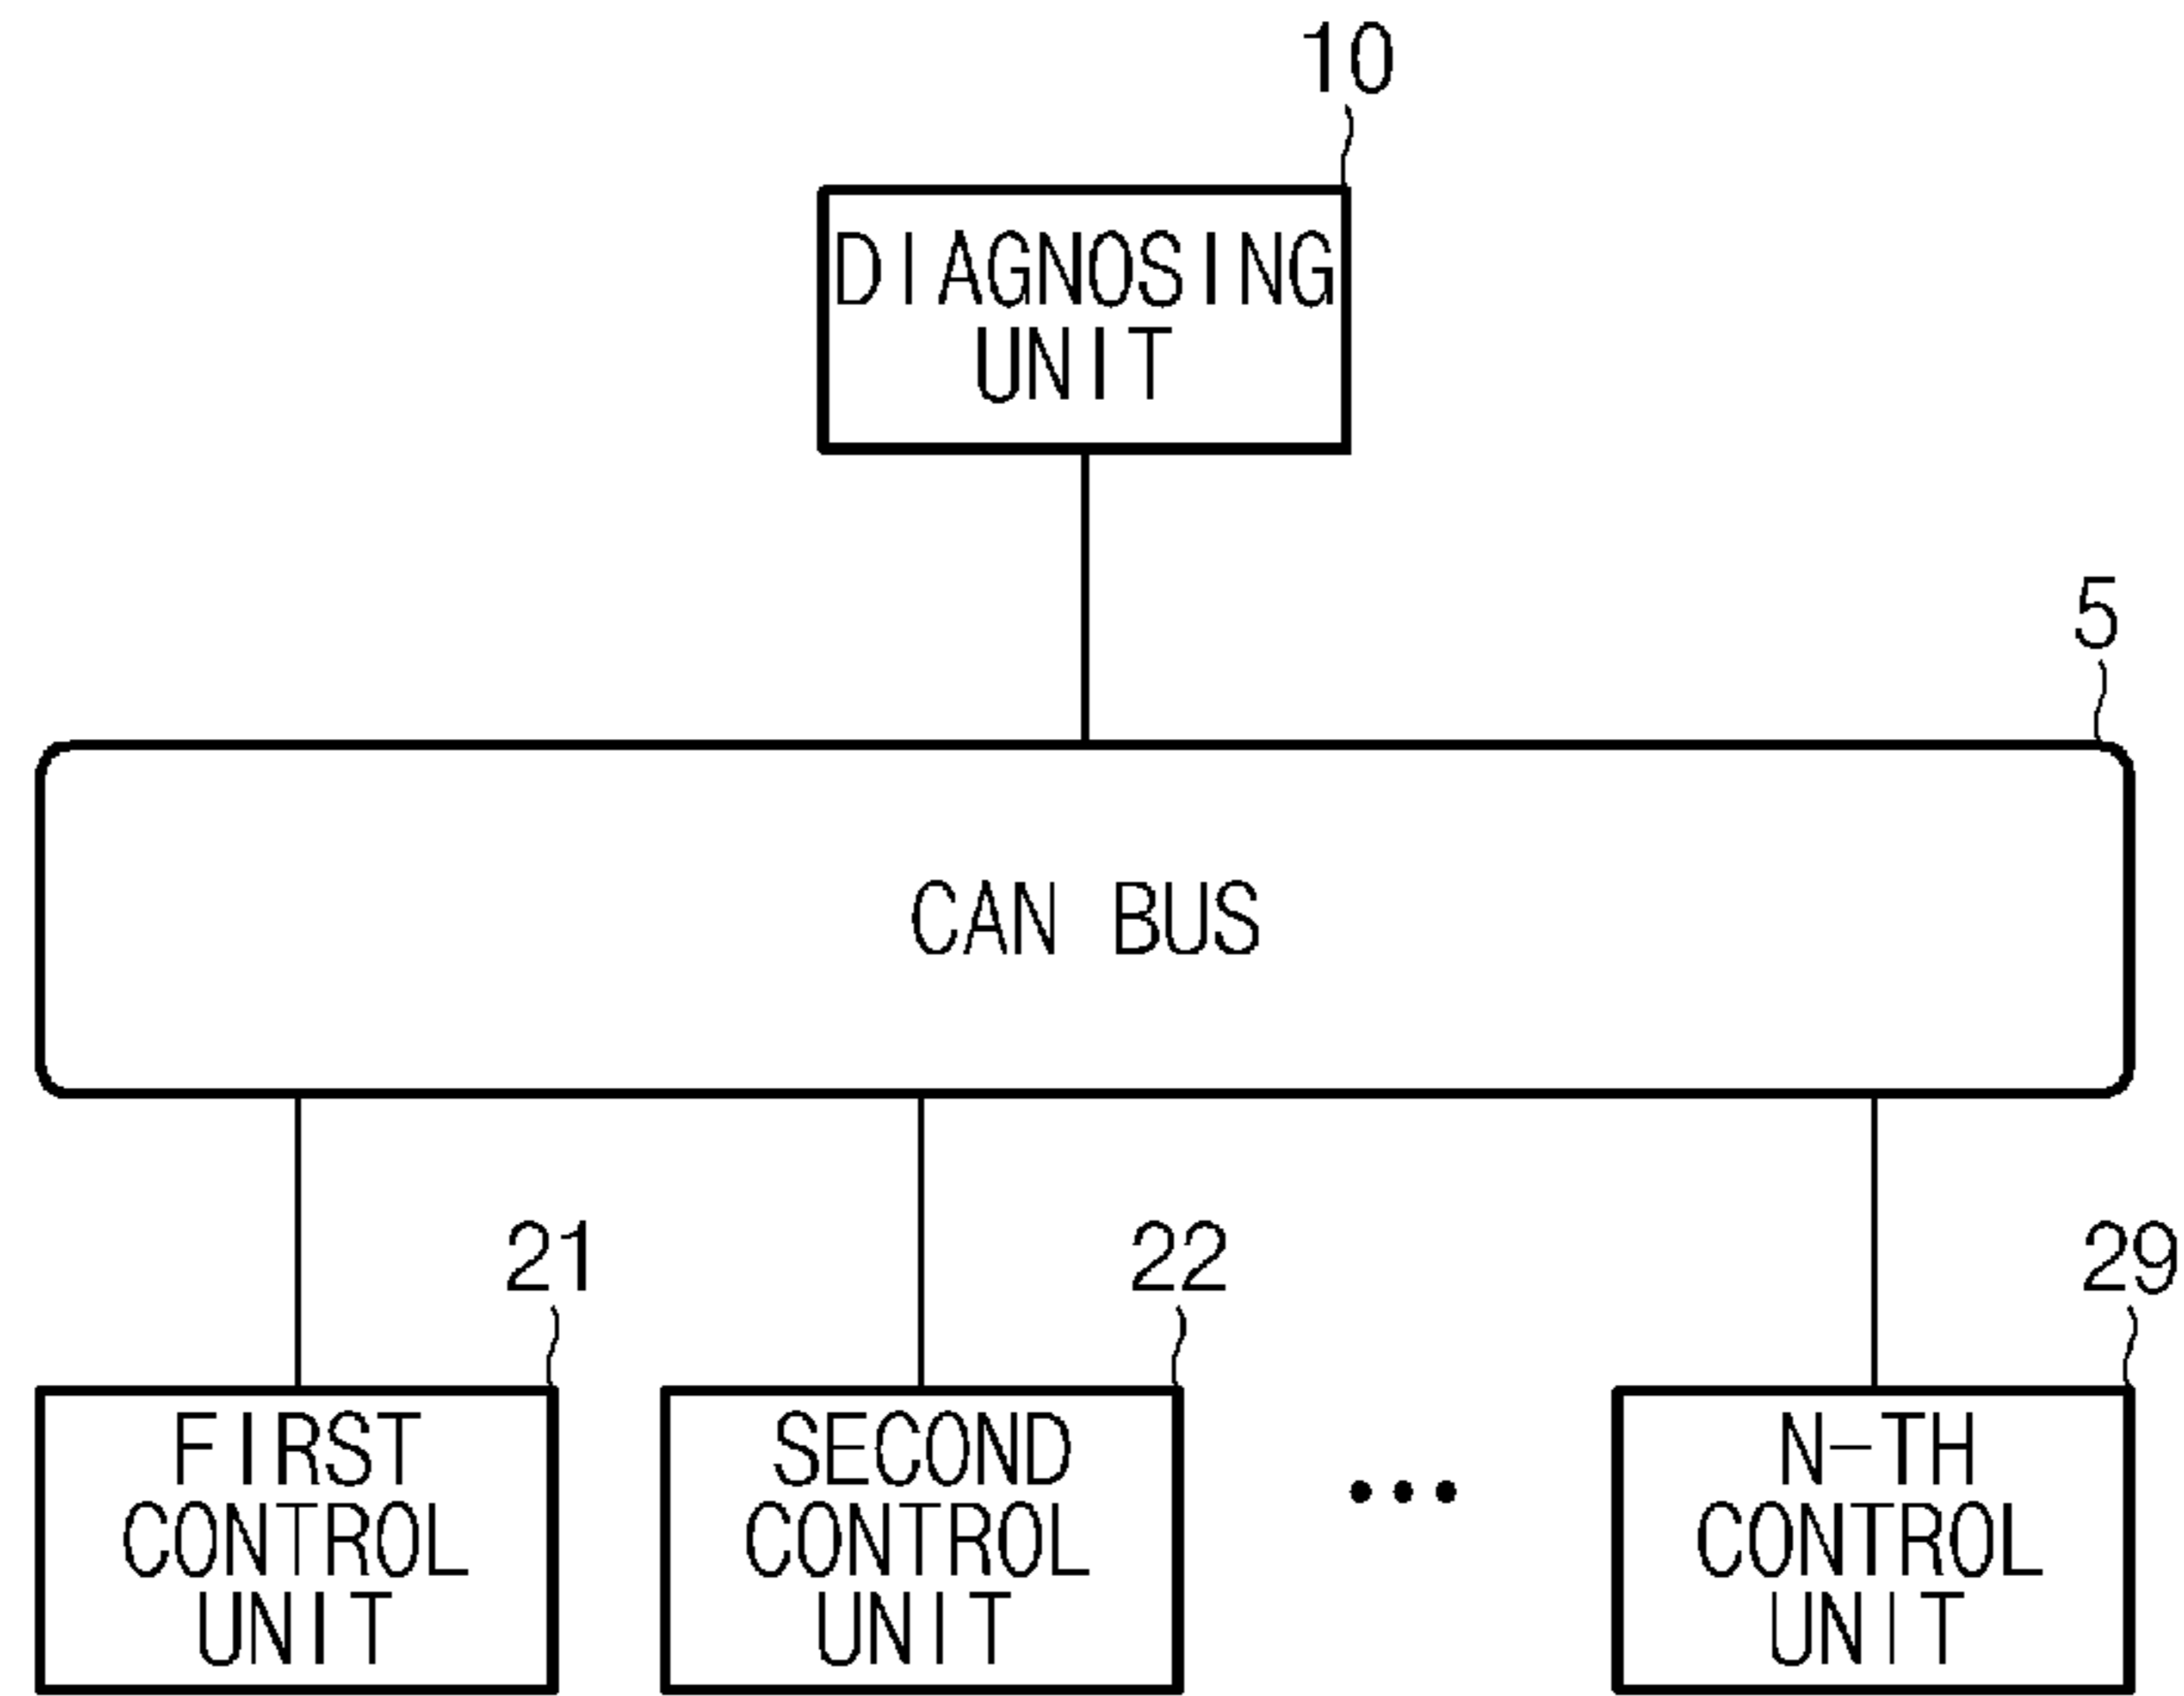 10
DIAGNOSING
UNIT
5
CAN BUS
21
22
29
FIRST
CONTROL
UNIT
SECOND
CONTROL
UNIT
•••
N-TH
CONTROL
UNIT